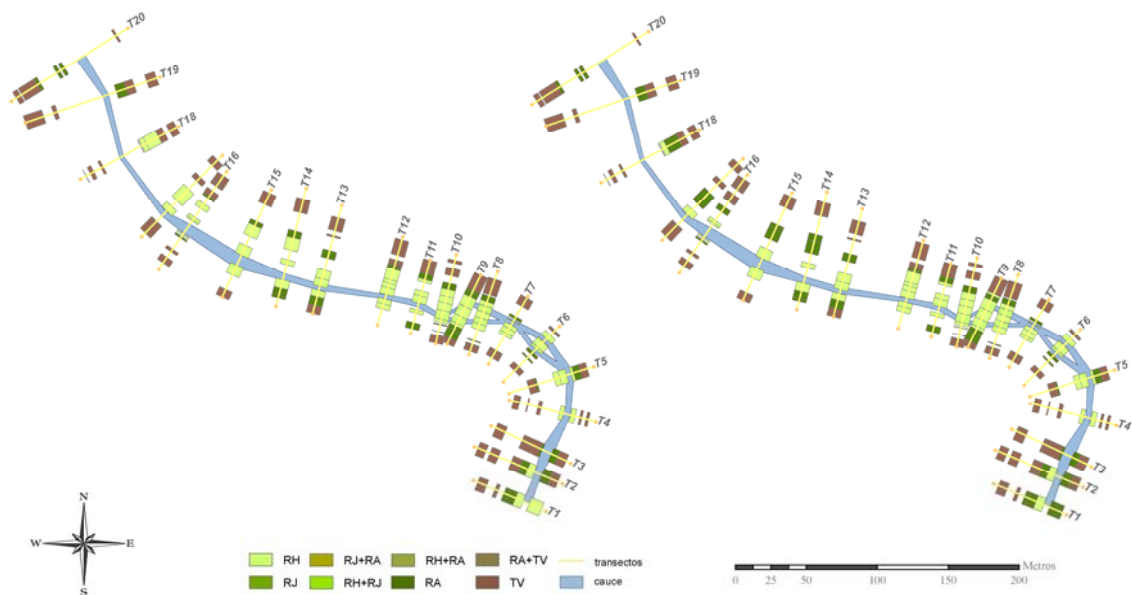 T20
T19
T18
T16
T15
T14
T13
T12
T11
T10
T9
T8
T7
T6
T5
T4
T3
T2
T1
T20
T19
T18
T16
T15
T14
T13
T12
T11
T10
T9
T8
T7
T6
T5
T4
T2
T1
N
W E
S
RH RJ+RA RH+RA RA+TV transectos
RJ RH+RJ RA TV cauce
Metros
0 25 50 100 150 200